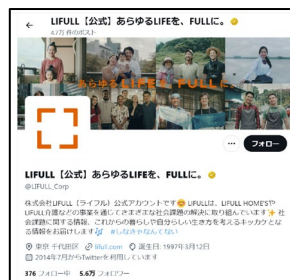 LIFULL【公式】あらゆるLIFEを、FULLに。
4.7万 件のポスト
あらゆるLIFEを、FULLに。
フォロー
LIFULL【公式】あらゆるLIFEを、FULLに。
@LIFULL_Corp
株式会社LIFULL（ライフル）公式アカウントです😊 LIFULLは、LIFULL HOME'Sや
LIFULL介護などの事業を通じてさまざまな社会課題の解決に取り組んでいます✨ 社
会課題に関する情報、これからの暮らしや自分らしい生き方を考えるキッカケとな
る情報をお届けします🎶 #しなきゃなんてない
東京 千代田区 lifull.com 誕生日: 1997年3月12日
2014年7月からTwitterを利用しています
376 フォロー中 5.6万 フォロワー